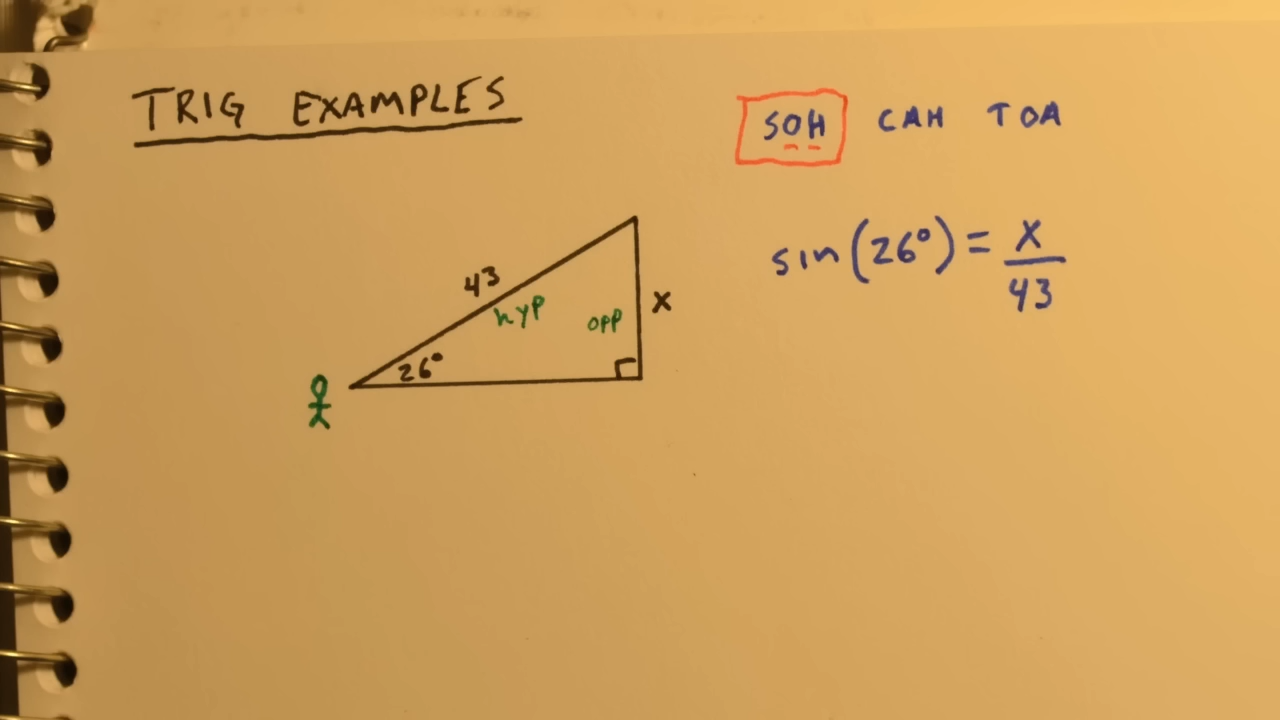 TRIG EXAMPLES
SOH CAH TOA
sin(26°) = x/43
43
hyp
opp
x
26°